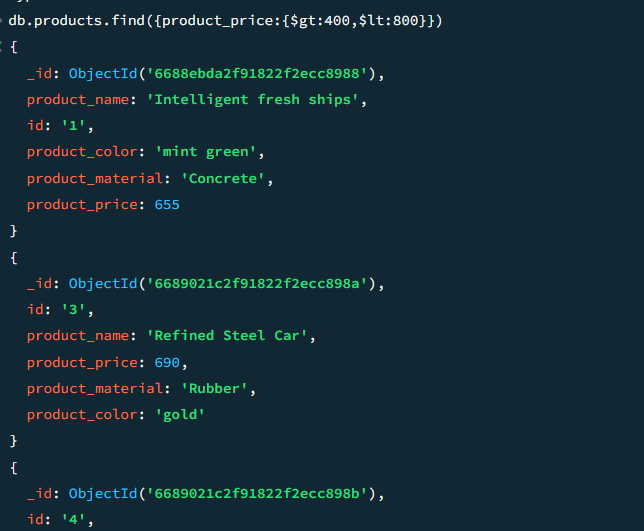 db.products.find({product_price:{$gt:400,$lt:800}})
{
_id: ObjectId('6688ebda2f91822f2ecc8988'),
product_name: 'Intelligent fresh ships',
id: '1',
product_color: 'mint green',
product_material: 'Concrete',
product_price: 655
}
{
_id: ObjectId('6689021c2f91822f2ecc898a'),
id: '3',
product_name: 'Refined Steel Car',
product_price: 690,
product_material: 'Rubber',
product_color: 'gold'
}
{
_id: ObjectId('6689021c2f91822f2ecc898b'),
id: '4',